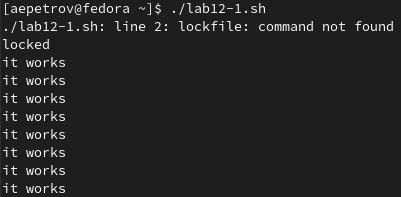 [aepetrov@fedora ~]$ ./lab12-1.sh
./lab12-1.sh: line 2: lockfile: command not found
locked
it works
it works
it works
it works
it works
it works
it works
it works